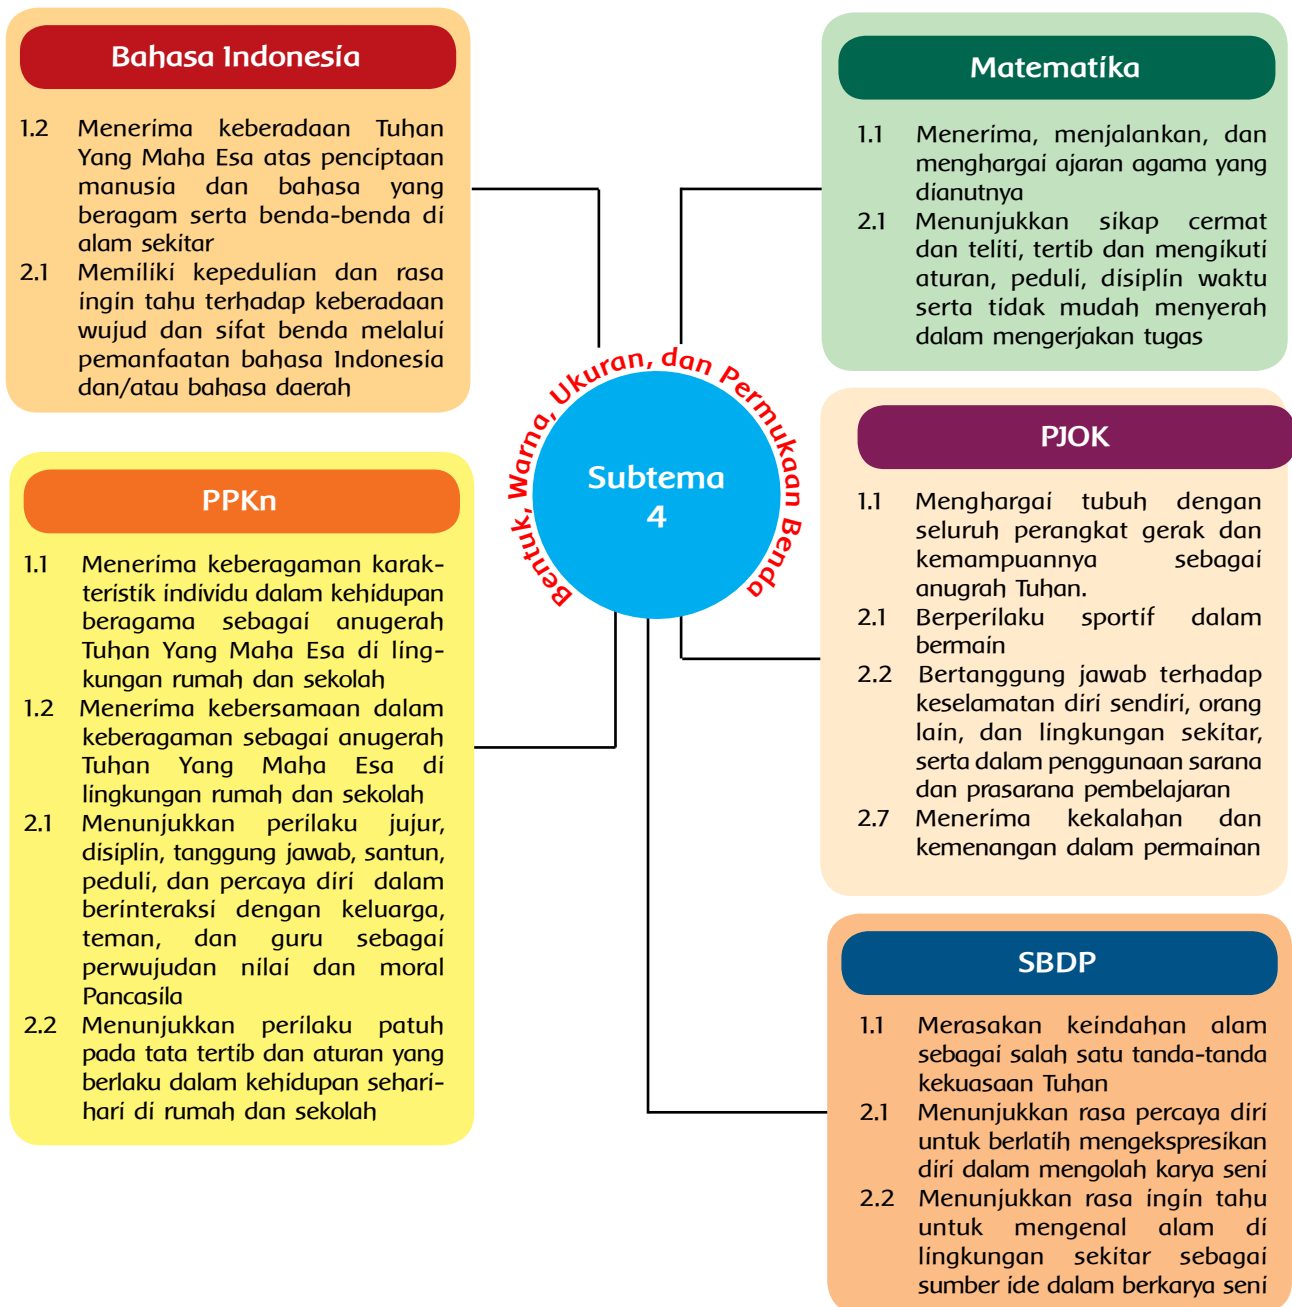 Bahasa Indonesia
1.2 Menerima keberadaan Tuhan
Yang Maha Esa atas penciptaan
manusia dan bahasa yang
beragam serta benda-benda di
alam sekitar
2.1 Memiliki kepedulian dan rasa
ingin tahu terhadap keberadaan
wujud dan sifat benda melalui
pemanfaatan bahasa Indonesia
dan/atau bahasa daerah
Matematika
1.1 Menerima, menjalankan, dan
menghargai ajaran agama yang
dianutnya
2.1 Menunjukkan sikap cermat
dan teliti, tertib dan mengikuti
aturan, peduli, disiplin waktu
serta tidak mudah menyerah
dalam mengerjakan tugas
Bentuk, Warna, Ukuran, dan Permukaan Benda
Subtema
4
PPKn
1.1 Menerima keberagaman karak-
teristik individu dalam kehidupan
beragama sebagai anugerah
Tuhan Yang Maha Esa di ling-
kungan rumah dan sekolah
1.2 Menerima kebersamaan dalam
keberagaman sebagai anugerah
Tuhan Yang Maha Esa di
lingkungan rumah dan sekolah
2.1 Menunjukkan perilaku jujur,
disiplin, tanggung jawab, santun,
peduli, dan percaya diri dalam
berinteraksi dengan keluarga,
teman, dan guru sebagai
perwujudan nilai dan moral
Pancasila
2.2 Menunjukkan perilaku patuh
pada tata tertib dan aturan yang
berlaku dalam kehidupan sehari-
hari di rumah dan sekolah
PJOK
1.1 Menghargai tubuh dengan
seluruh perangkat gerak dan
kemampuannya sebagai
anugrah Tuhan.
2.1 Berperilaku sportif dalam
bermain
2.2 Bertanggung jawab terhadap
keselamatan diri sendiri, orang
lain, dan lingkungan sekitar,
serta dalam penggunaan sarana
dan prasarana pembelajaran
2.7 Menerima kekalahan dan
kemenangan dalam permainan
SBDP
1.1 Merasakan keindahan alam
sebagai salah satu tanda-tanda
kekuasaan Tuhan
2.1 Menunjukkan rasa percaya diri
untuk berlatih mengekspresikan
diri dalam mengolah karya seni
2.2 Menunjukkan rasa ingin tahu
untuk mengenal alam di
lingkungan sekitar sebagai
sumber ide dalam berkarya seni